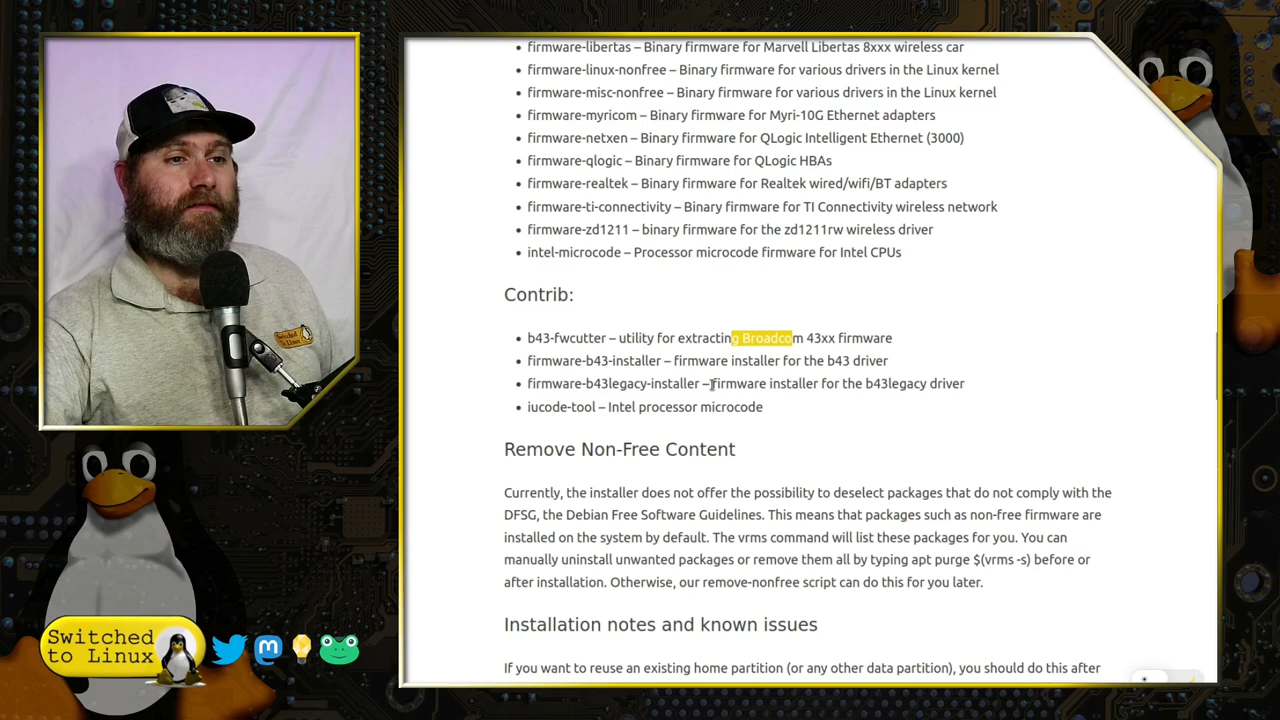 firmware-libertas – Binary firmware for Marvell Libertas 8xxx wireless car
firmware-linux-nonfree – Binary firmware for various drivers in the Linux kernel
firmware-misc-nonfree – Binary firmware for various drivers in the Linux kernel
firmware-myricom – Binary firmware for Myri-10G Ethernet adapters
firmware-netxen – Binary firmware for QLogic Intelligent Ethernet (3000)
firmware-qlogic – Binary firmware for QLogic HBAs
firmware-realtek – Binary firmware for Realtek wired/wifi/BT adapters
firmware-ti-connectivity – Binary firmware for TI Connectivity wireless network
firmware-zd1211 – binary firmware for the zd1211rw wireless driver
intel-microcode – Processor microcode firmware for Intel CPUs
Contrib:
b43-fwcutter – utility for extracting Broadcom 43xx firmware
firmware-b43-installer – firmware installer for the b43 driver
firmware-b43legacy-installer – firmware installer for the b43legacy driver
iucode-tool – Intel processor microcode
Remove Non-Free Content
Currently, the installer does not offer the possibility to deselect packages that do not comply with the
DFSG, the Debian Free Software Guidelines. This means that packages such as non-free firmware are
installed on the system by default. The vrms command will list these packages for you. You can
manually uninstall unwanted packages or remove them all by typing apt purge $(vrms -s) before or
after installation. Otherwise, our remove-nonfree script can do this for you later.
Installation notes and known issues
If you want to reuse an existing home partition (or any other data partition), you should do this after
Switched
to Linux
Switched
to Linux